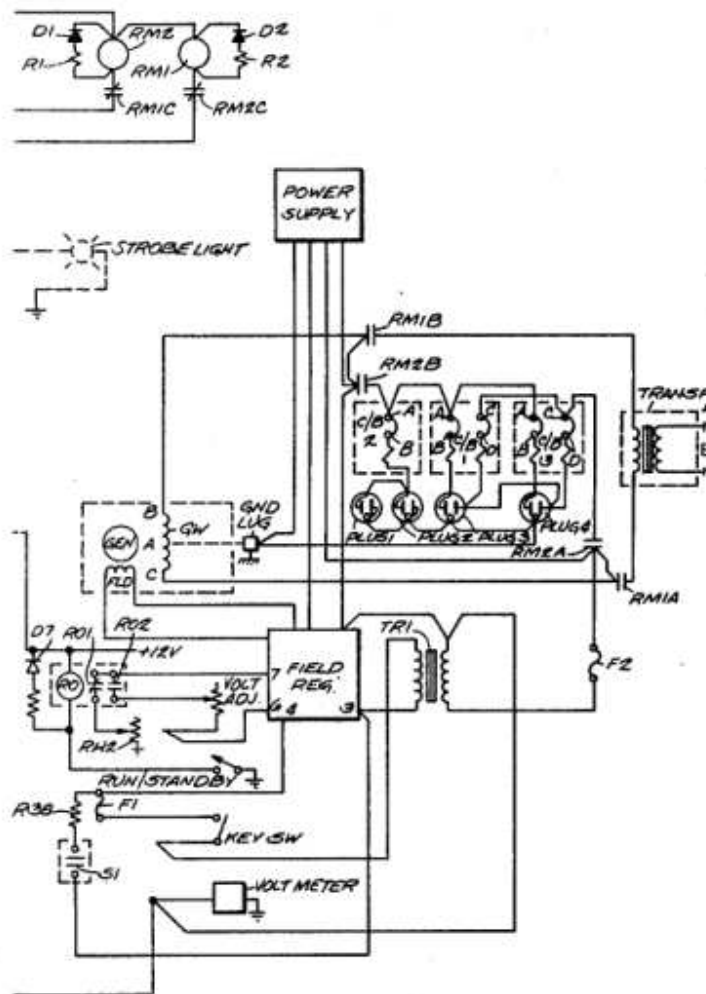 D1
RM2
D2
R1
RM1
R2
RM1C
RM2C
POWER
SUPPLY
STROBE LIGHT
RM1B
RM2B
TRANSF
A
C/B
2
B
A
C
C/B
1
B
D
A
C
C/B
3
B
D
GND
LUG
B
GW
GEN
A
C
FLD
PLUG1
PLUG2
PLUG3
PLUG4
RM2A
RM1A
D7
RO1
RO2
+12V
RO
7
FIELD
REG.
VOLT
ADJ.
6
4
3
TR1
F2
RH2
RUN/STANDBY
R38
F1
KEY SW
S1
VOLT METER